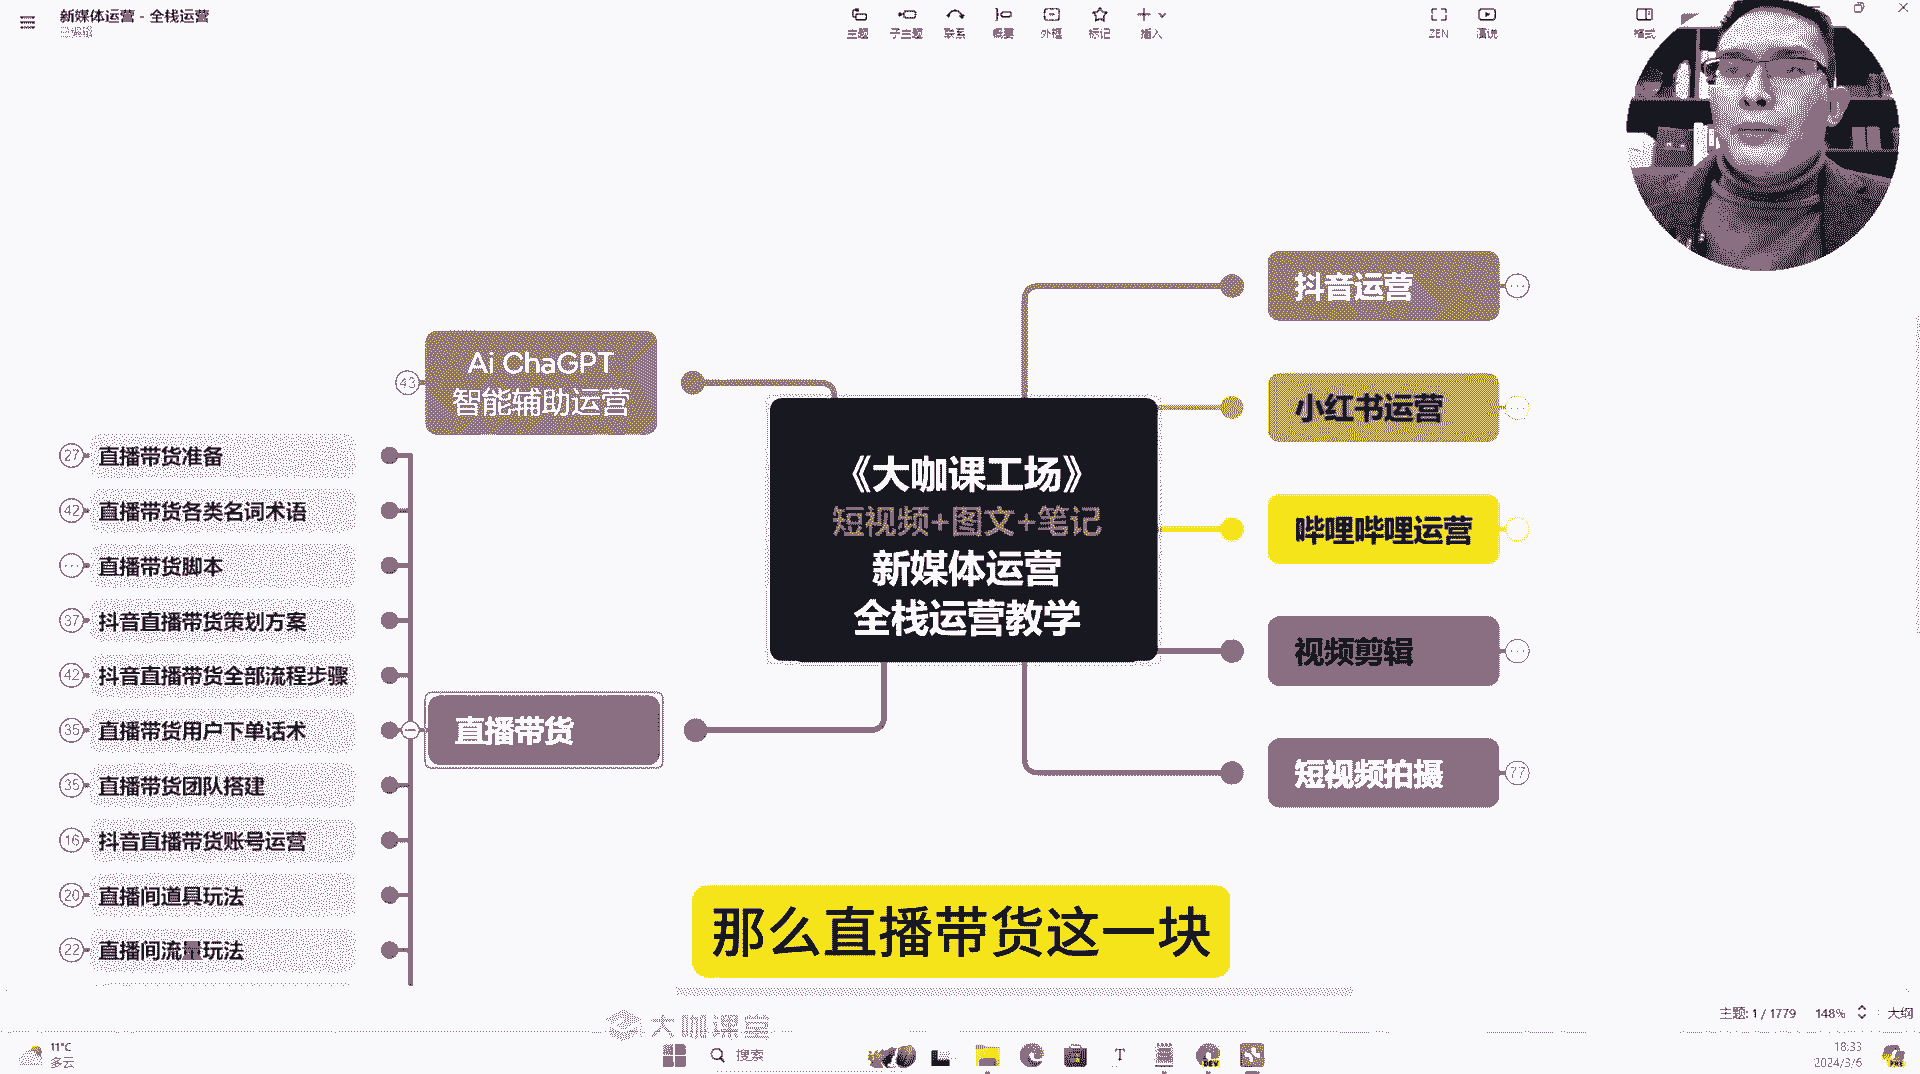 新媒体运营 - 全栈运营
已编辑
主题
子主题
联系
概要
外框
标记
插入
ZEN
演说
格式
Ai ChaGPT
智能辅助运营
43
27
直播带货准备
42
直播带货各类名词术语
直播带货脚本
37
抖音直播带货策划方案
42
抖音直播带货全部流程步骤
35
直播带货用户下单话术
35
直播带货团队搭建
16
抖音直播带货账号运营
20
直播间道具玩法
22
直播间流量玩法
直播带货
《大咖课工场》
短视频+图文+笔记
新媒体运营
全栈运营教学
抖音运营
小红书运营
哔哩哔哩运营
视频剪辑
短视频拍摄
77
那么直播带货这一块
大咖课堂
主题: 1 / 1779
148%
大纲
11°C
多云
搜索
T
DEV
18:33
2024/3/6
PRE